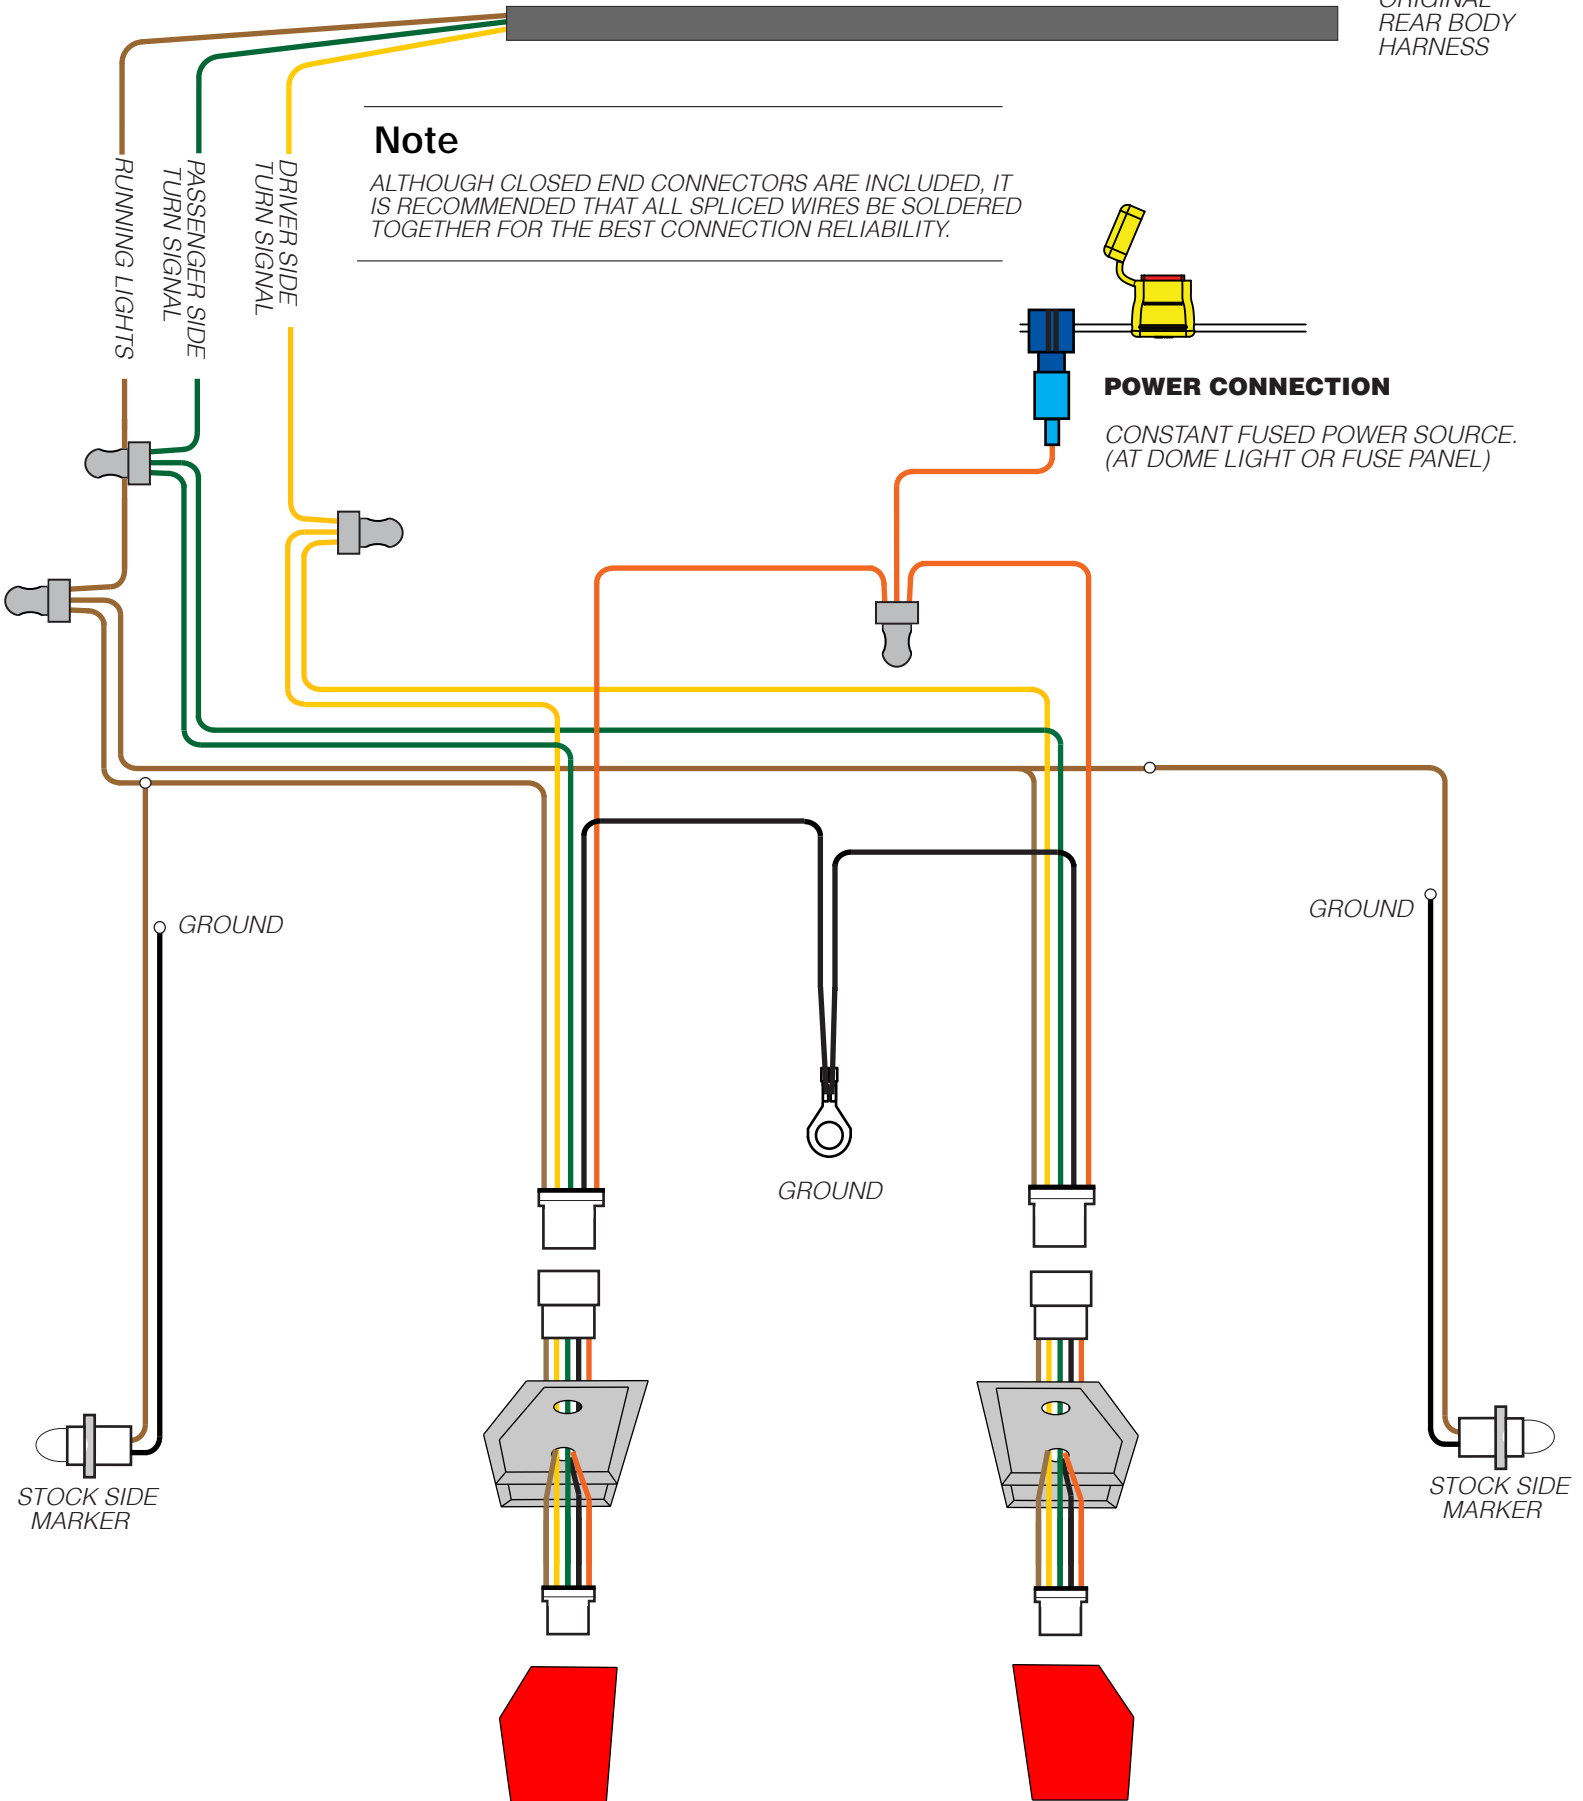 ORIGINAL
REAR BODY
HARNESS
Note
ALTHOUGH CLOSED END CONNECTORS ARE INCLUDED, IT
IS RECOMMENDED THAT ALL SPLICED WIRES BE SOLDERED
TOGETHER FOR THE BEST CONNECTION RELIABILITY.
RUNNING LIGHTS
PASSENGER SIDE
TURN SIGNAL
DRIVER SIDE
TURN SIGNAL
POWER CONNECTION
CONSTANT FUSED POWER SOURCE.
(AT DOME LIGHT OR FUSE PANEL)
GROUND
GROUND
GROUND
STOCK SIDE
MARKER
STOCK SIDE
MARKER